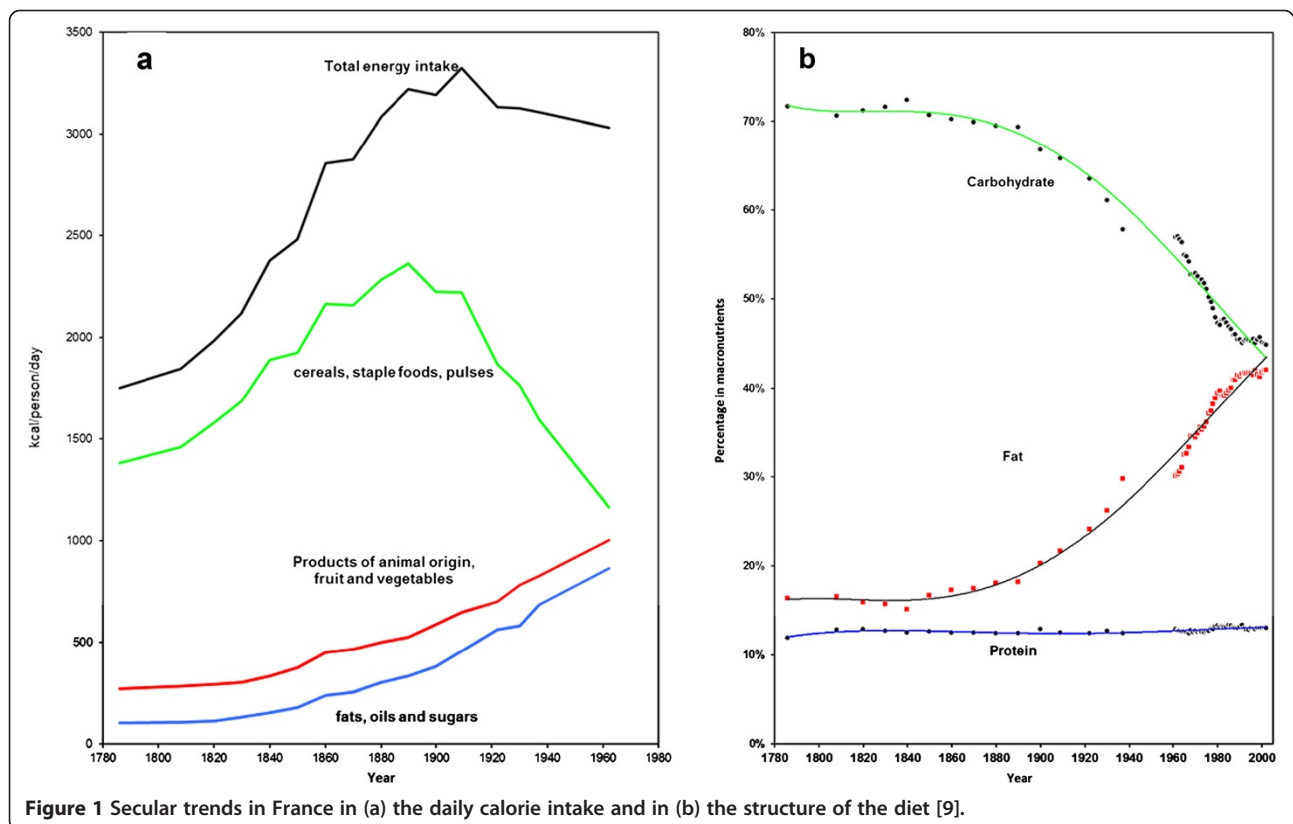 a
Total energy intake
cereals, staple foods, pulses
Products of animal origin,
fruit and vegetables
fats, oils and sugars
kcal/person/day
3500
3000
2500
2000
1500
1000
500
0
1780 1800 1820 1840 1860 1880 1900 1920 1940 1960 1980
Year
b
Carbohydrate
Fat
Protein
Percentage in macronutrients
80%
70%
60%
50%
40%
30%
20%
10%
0%
1780 1800 1820 1840 1860 1880 1900 1920 1940 1960 1980 2000
Year
Figure 1 Secular trends in France in (a) the daily calorie intake and in (b) the structure of the diet [9].